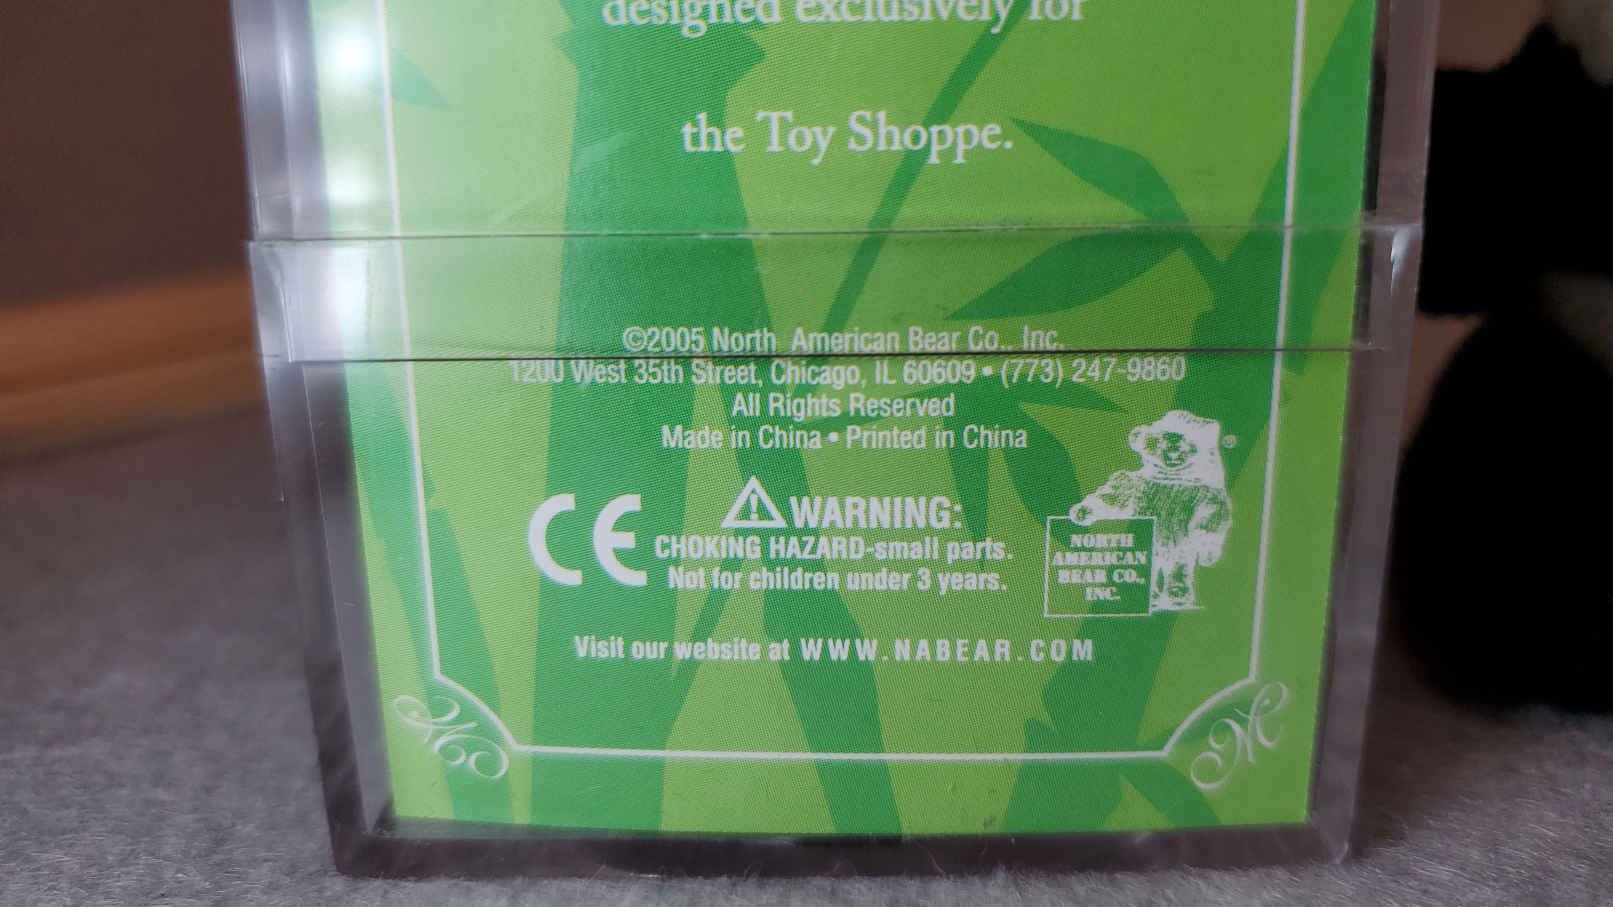 designed exclusively for
the Toy Shoppe.
©2005 North American Bear Co., Inc.
1200 West 35th Street, Chicago, IL 60609 • (773) 247-9860
All Rights Reserved
Made in China • Printed in China
CE
WARNING:
CHOKING HAZARD-small parts.
Not for children under 3 years.
®
NORTH
AMERICAN
BEAR CO.,
INC.
Visit our website at WWW.NABEAR.COM